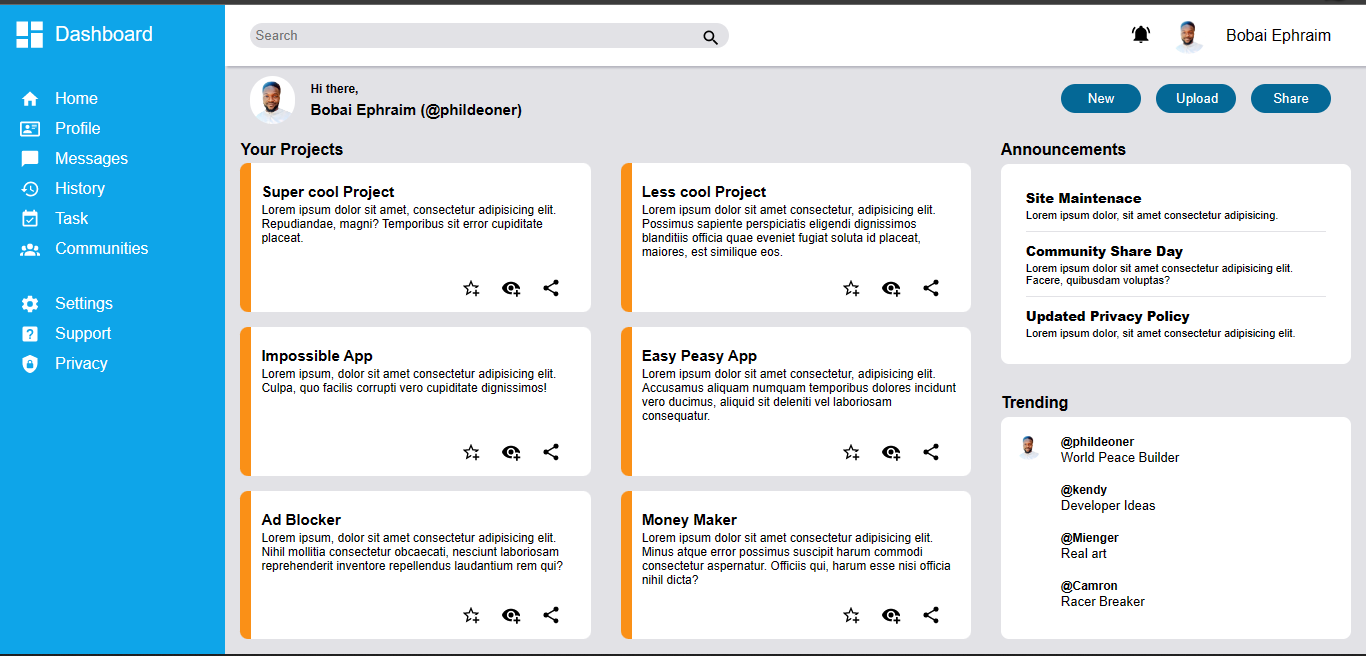 Dashboard
Home
Profile
Messages
History
Task
Communities
Settings
Support
Privacy
Search
Bobai Ephraim
Hi there,
Bobai Ephraim (@phildeoner)
New
Upload
Share
Your Projects
Super cool Project
Lorem ipsum dolor sit amet, consectetur adipisicing elit.
Repudiandae, magni? Temporibus sit error cupiditate
placeat.
Less cool Project
Lorem ipsum dolor sit amet consectetur, adipisicing elit.
Possimus sapiente perspiciatis eligendi dignissimos
blanditiis officia quae eveniet fugiat soluta id placeat,
maiores, est similique eos.
Impossible App
Lorem ipsum, dolor sit amet consectetur adipisicing elit.
Culpa, quo facilis corrupti vero cupiditate dignissimos!
Easy Peasy App
Lorem ipsum dolor sit amet consectetur, adipisicing elit.
Accusamus aliquam numquam temporibus dolores incidunt
vero ducimus, aliquid sit deleniti vel laboriosam
consequatur.
Ad Blocker
Lorem ipsum, dolor sit amet consectetur adipisicing elit.
Nihil mollitia consectetur obcaecati, nesciunt laboriosam
reprehenderit inventore repellendus laudantium rem qui?
Money Maker
Lorem ipsum dolor sit amet consectetur adipisicing elit.
Minus atque error possimus suscipit harum commodi
consectetur aspernatur. Officiis qui, harum esse nisi officia
nihil dicta?
Announcements
Site Maintenace
Lorem ipsum dolor, sit amet consectetur adipisicing.
Community Share Day
Lorem ipsum dolor sit amet consectetur adipisicing elit.
Facere, quibusdam voluptas?
Updated Privacy Policy
Lorem ipsum dolor, sit amet consectetur adipisicing elit.
Trending
@phildeoner
World Peace Builder
@kendy
Developer Ideas
@Mienger
Real art
@Camron
Racer Breaker